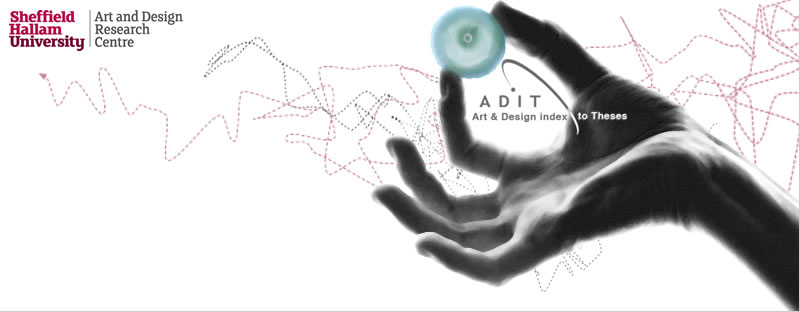 Sheffield
Hallam
University
Art and Design
Research
Centre
ADIT
Art & Design index to Theses